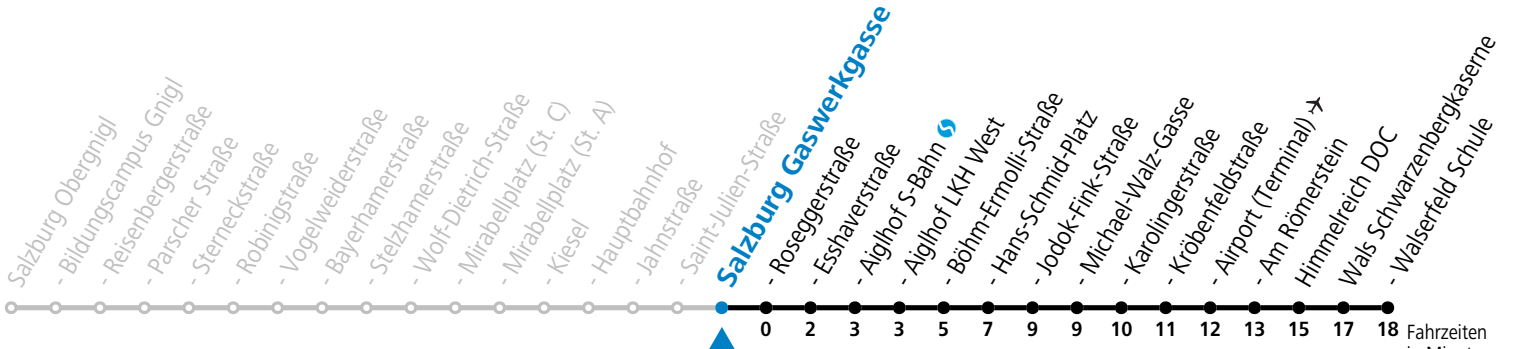 Salzburg Obergnigl
- Bildungscampus Gnigl
- Reisenbergerstraße
- Parscher Straße
- Sterneckstraße
- Robinigstraße
- Vogelweiderstraße
- Bayerhamerstraße
- Stelzhamerstraße
- Wolf-Dietrich-Straße
- Mirabellplatz (St. C)
- Mirabellplatz (St. A)
- Kiesel
- Hauptbahnhof
- Jahnstraße
- Saint-Julien-Straße
Salzburg Gaswerkgasse
- Roseggerstraße
- Esshaverstraße
- Aiglhof S-Bahn
- Aiglhof LKH West
- Böhm-Ermolli-Straße
- Hans-Schmid-Platz
- Jodok-Fink-Straße
- Michael-Walz-Gasse
- Karolingerstraße
- Kröbenfeldstraße
- Airport (Terminal)
- Am Römerstein
Himmelreich DOC
Wals Schwarzenbergkaserne
- Walserfeld Schule
0 2 3 3 5 7 9 9 10 11 12 13 15 17 18 Fahrzeiten